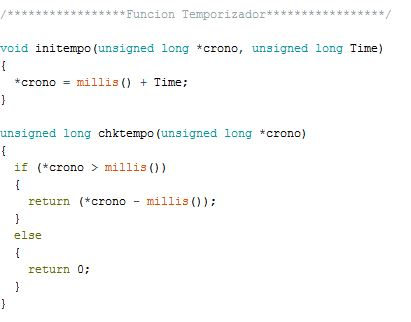 /*****************Funcion Temporizador*****************/
void initempo(unsigned long *crono, unsigned long Time)
{
  *crono = millis() + Time;
}
unsigned long chktempo(unsigned long *crono)
{
  if (*crono > millis())
  {
    return (*crono - millis());
  }
  else
  {
    return 0;
  }
}